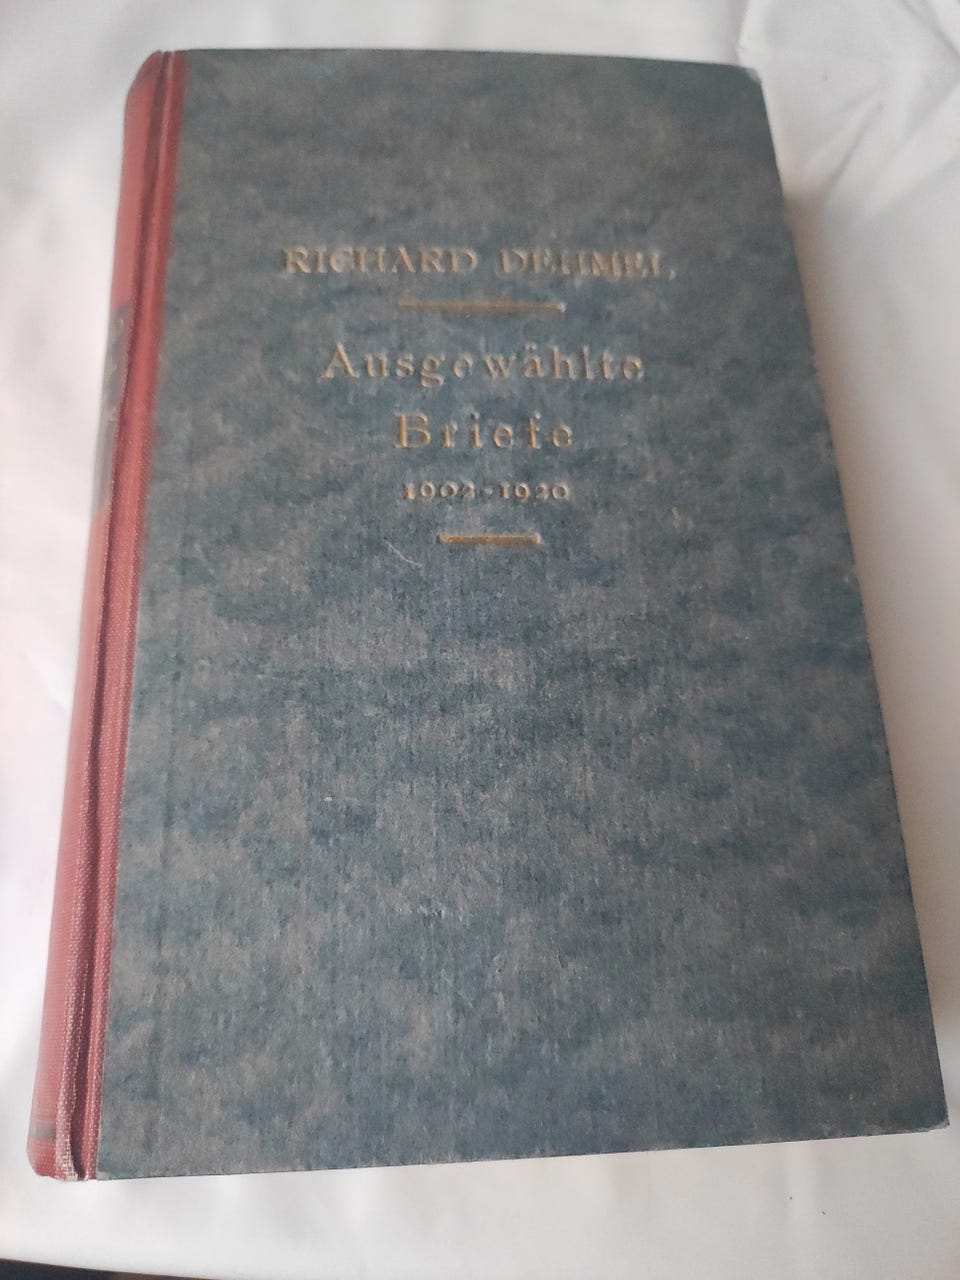 RICHARD DEHMEL
Ausgewählte
Briefe
1902-1920